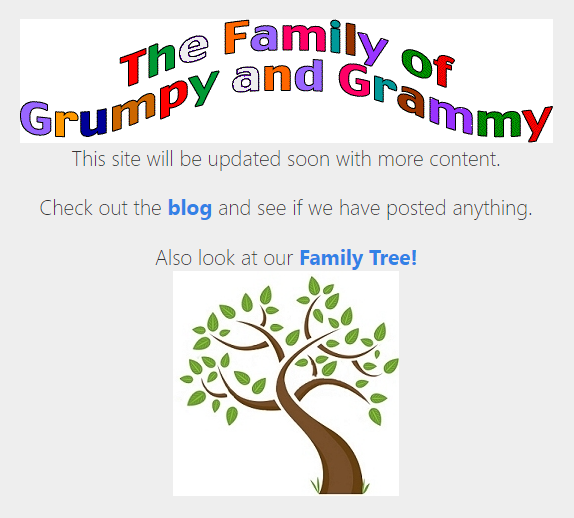 The Family of
Grumpy and Grammy
This site will be updated soon with more content.
Check out the blog and see if we have posted anything.
Also look at our Family Tree!